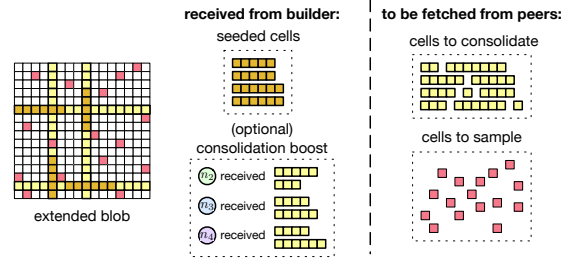 received from builder:
to be fetched from peers:
seeded cells
cells to consolidate
(optional)
consolidation boost
n2 received
n3 received
n4 received
cells to sample
extended blob